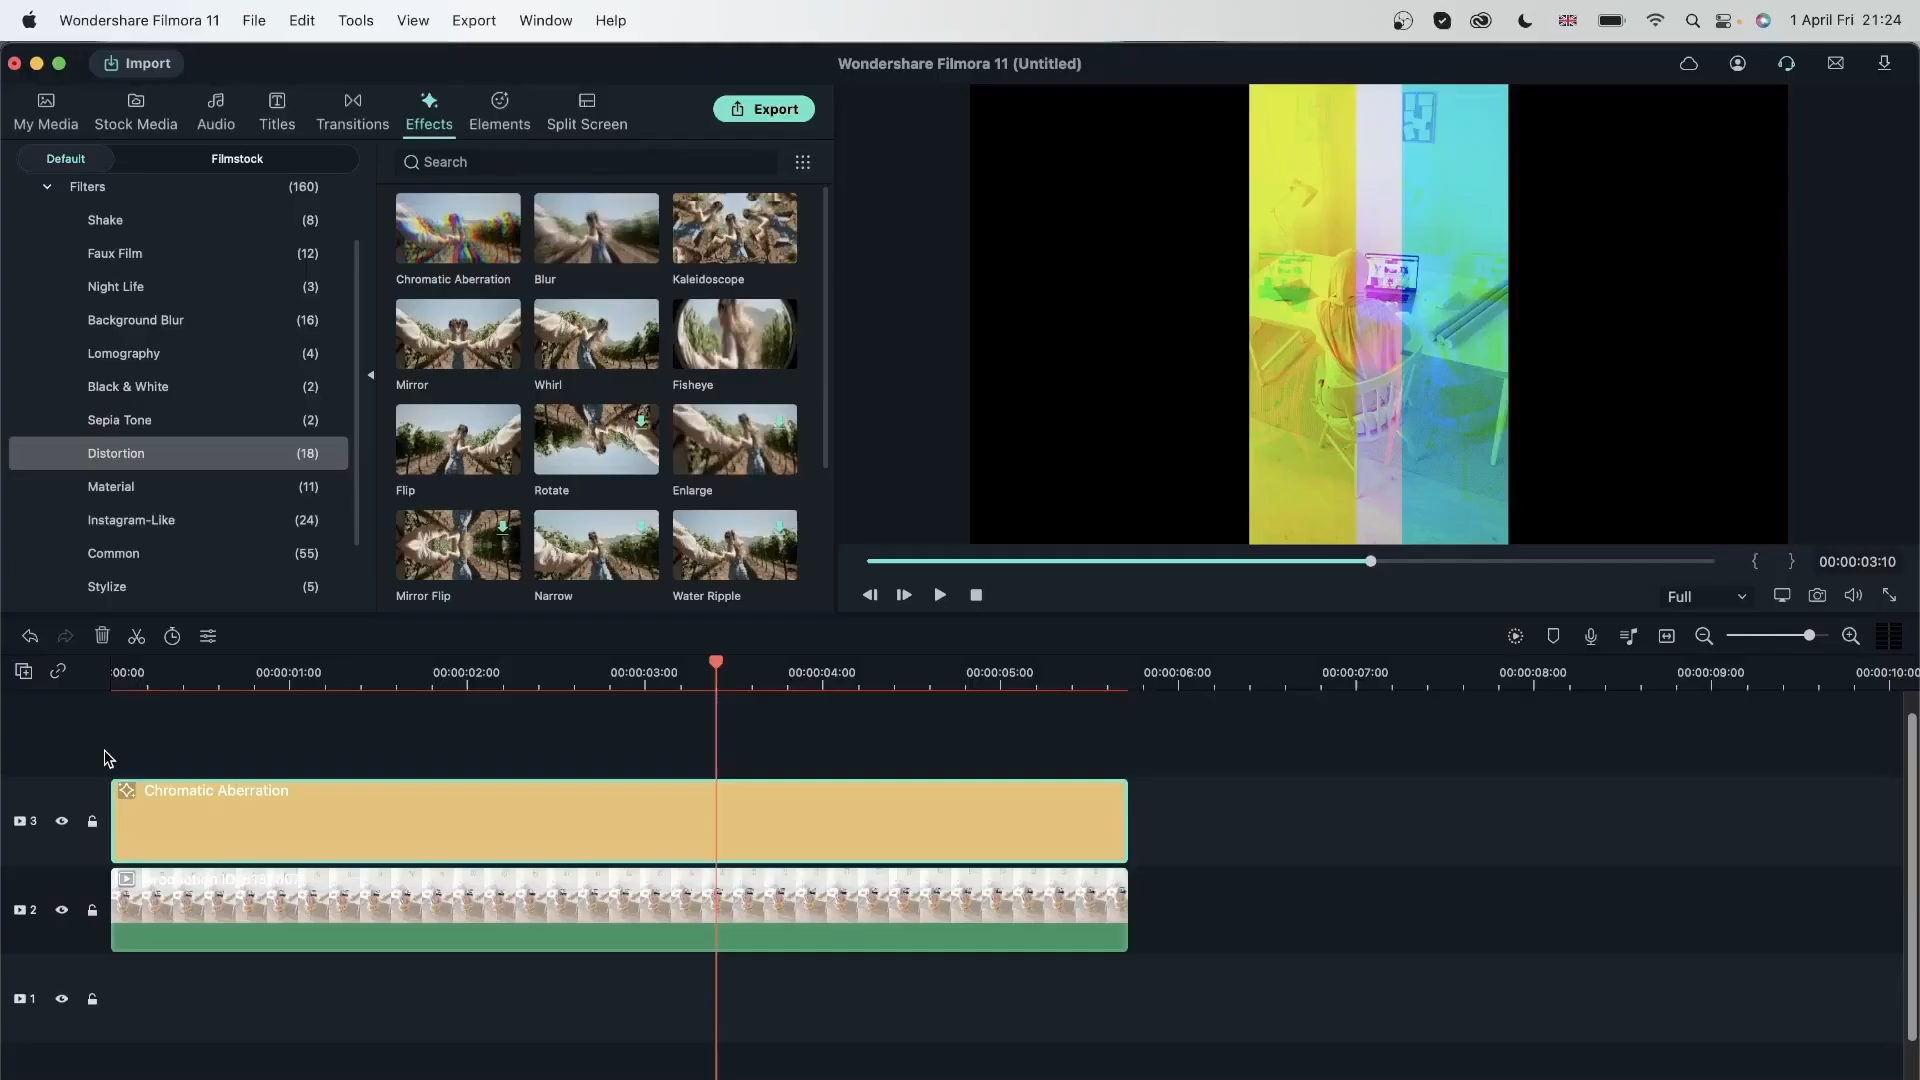 Wondershare Filmora 11 File Edit Tools View Export Window Help 1 April Fri 21:24
Import Wondershare Filmora 11 (Untitled)
My Media Stock Media Audio Titles Transitions Effects Elements Split Screen Export
Default Filmstock Search
Filters (160)
Shake (8)
Faux Film (12)
Night Life (3)
Background Blur (16)
Lomography (4)
Black & White (2)
Sepia Tone (2)
Distortion (18)
Material (11)
Instagram-Like (24)
Common (55)
Stylize (5)
Chromatic Aberration Blur Kaleidoscope
Mirror Whirl Fisheye
Flip Rotate Enlarge
Mirror Flip Narrow Water Ripple
{ } 00:00:03:10
Full
:00:00 00:00:01:00 00:00:02:00 00:00:03:00 00:00:04:00 00:00:05:00 00:00:06:00 00:00:07:00 00:00:08:00 00:00:09:00 00:00:10:00
3 Chromatic Aberration
2
1